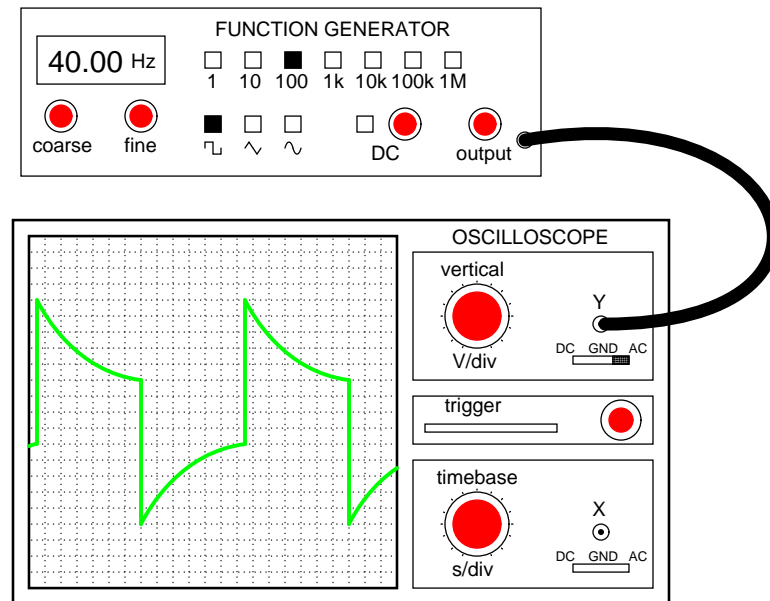 FUNCTION GENERATOR
40.00 Hz
1 10 100 1k 10k 100k 1M
coarse fine
DC output
OSCILLOSCOPE
vertical
Y
DC GND AC
V/div
trigger
timebase
X
DC GND AC
s/div